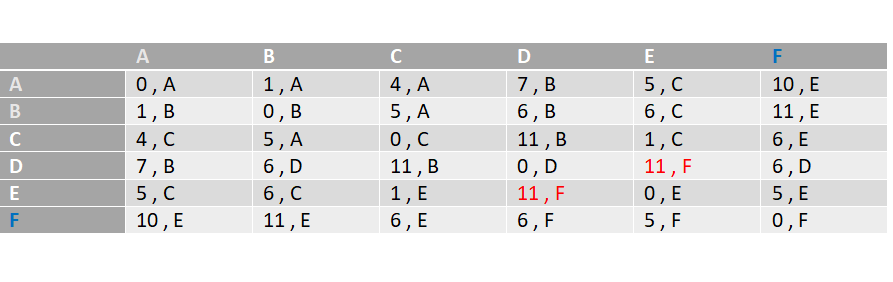 A B C D E F
A 0 , A 1 , A 4 , A 7 , B 5 , C 10 , E
B 1 , B 0 , B 5 , A 6 , B 6 , C 11 , E
C 4 , C 5 , A 0 , C 11 , B 1 , C 6 , E
D 7 , B 6 , D 11 , B 0 , D 11 , F 6 , D
E 5 , C 6 , C 1 , E 11 , F 0 , E 5 , E
F 10 , E 11 , E 6 , E 6 , F 5 , F 0 , F